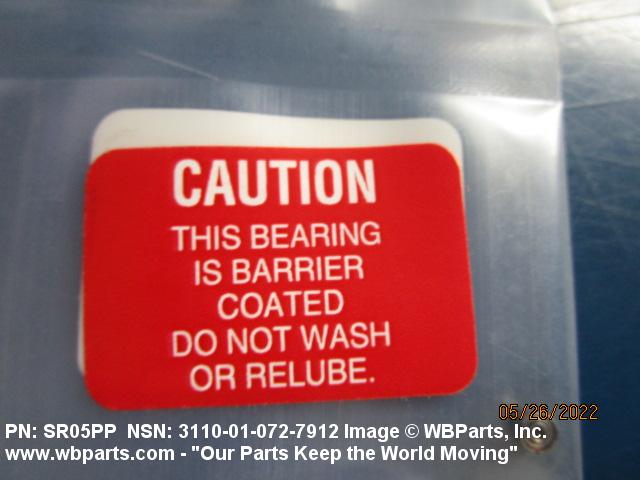 CAUTION
THIS BEARING
IS BARRIER
COATED
DO NOT WASH
OR RELUBE.
05/26/2022
PN: SR05PP NSN: 3110-01-072-7912 Image © WBParts, Inc.
www.wbparts.com - "Our Parts Keep the World Moving"